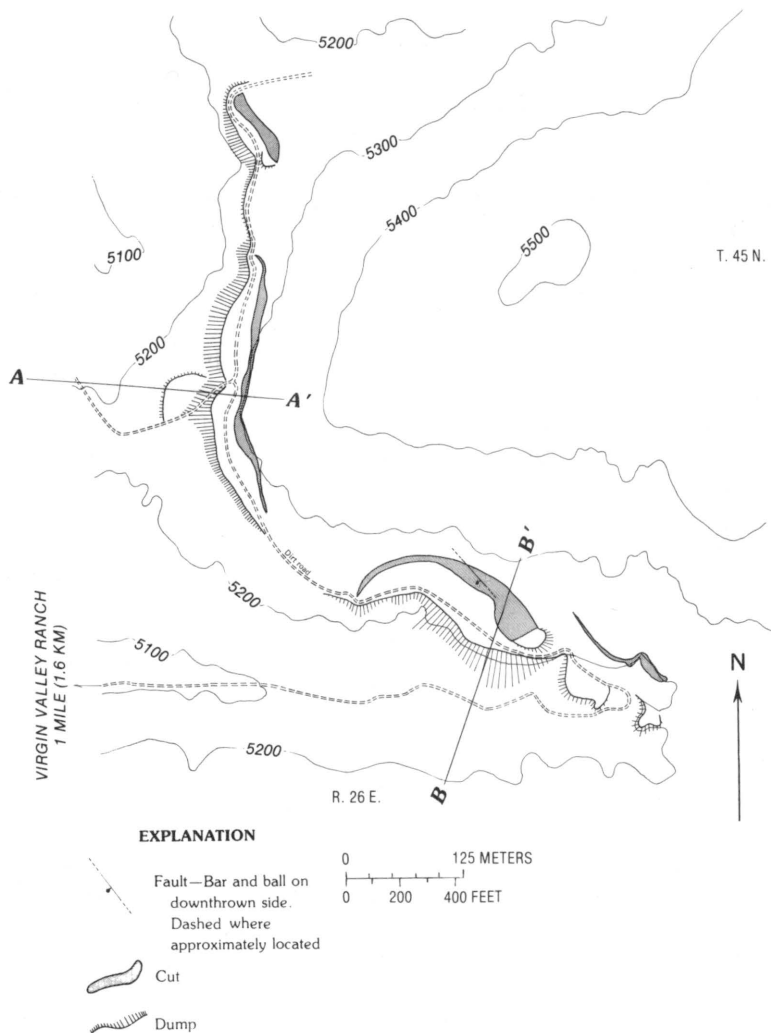 5200
5300
5400
5500
T. 45 N.
5100
5200
A
A′
B′
Dirt road
5200
5100
VIRGIN VALLEY RANCH
1 MILE (1.6 KM)
N
5200
R. 26 E.
B
EXPLANATION
Fault—Bar and ball on
downthrown side.
Dashed where
approximately located
Cut
Dump
0 125 METERS
0 200 400 FEET